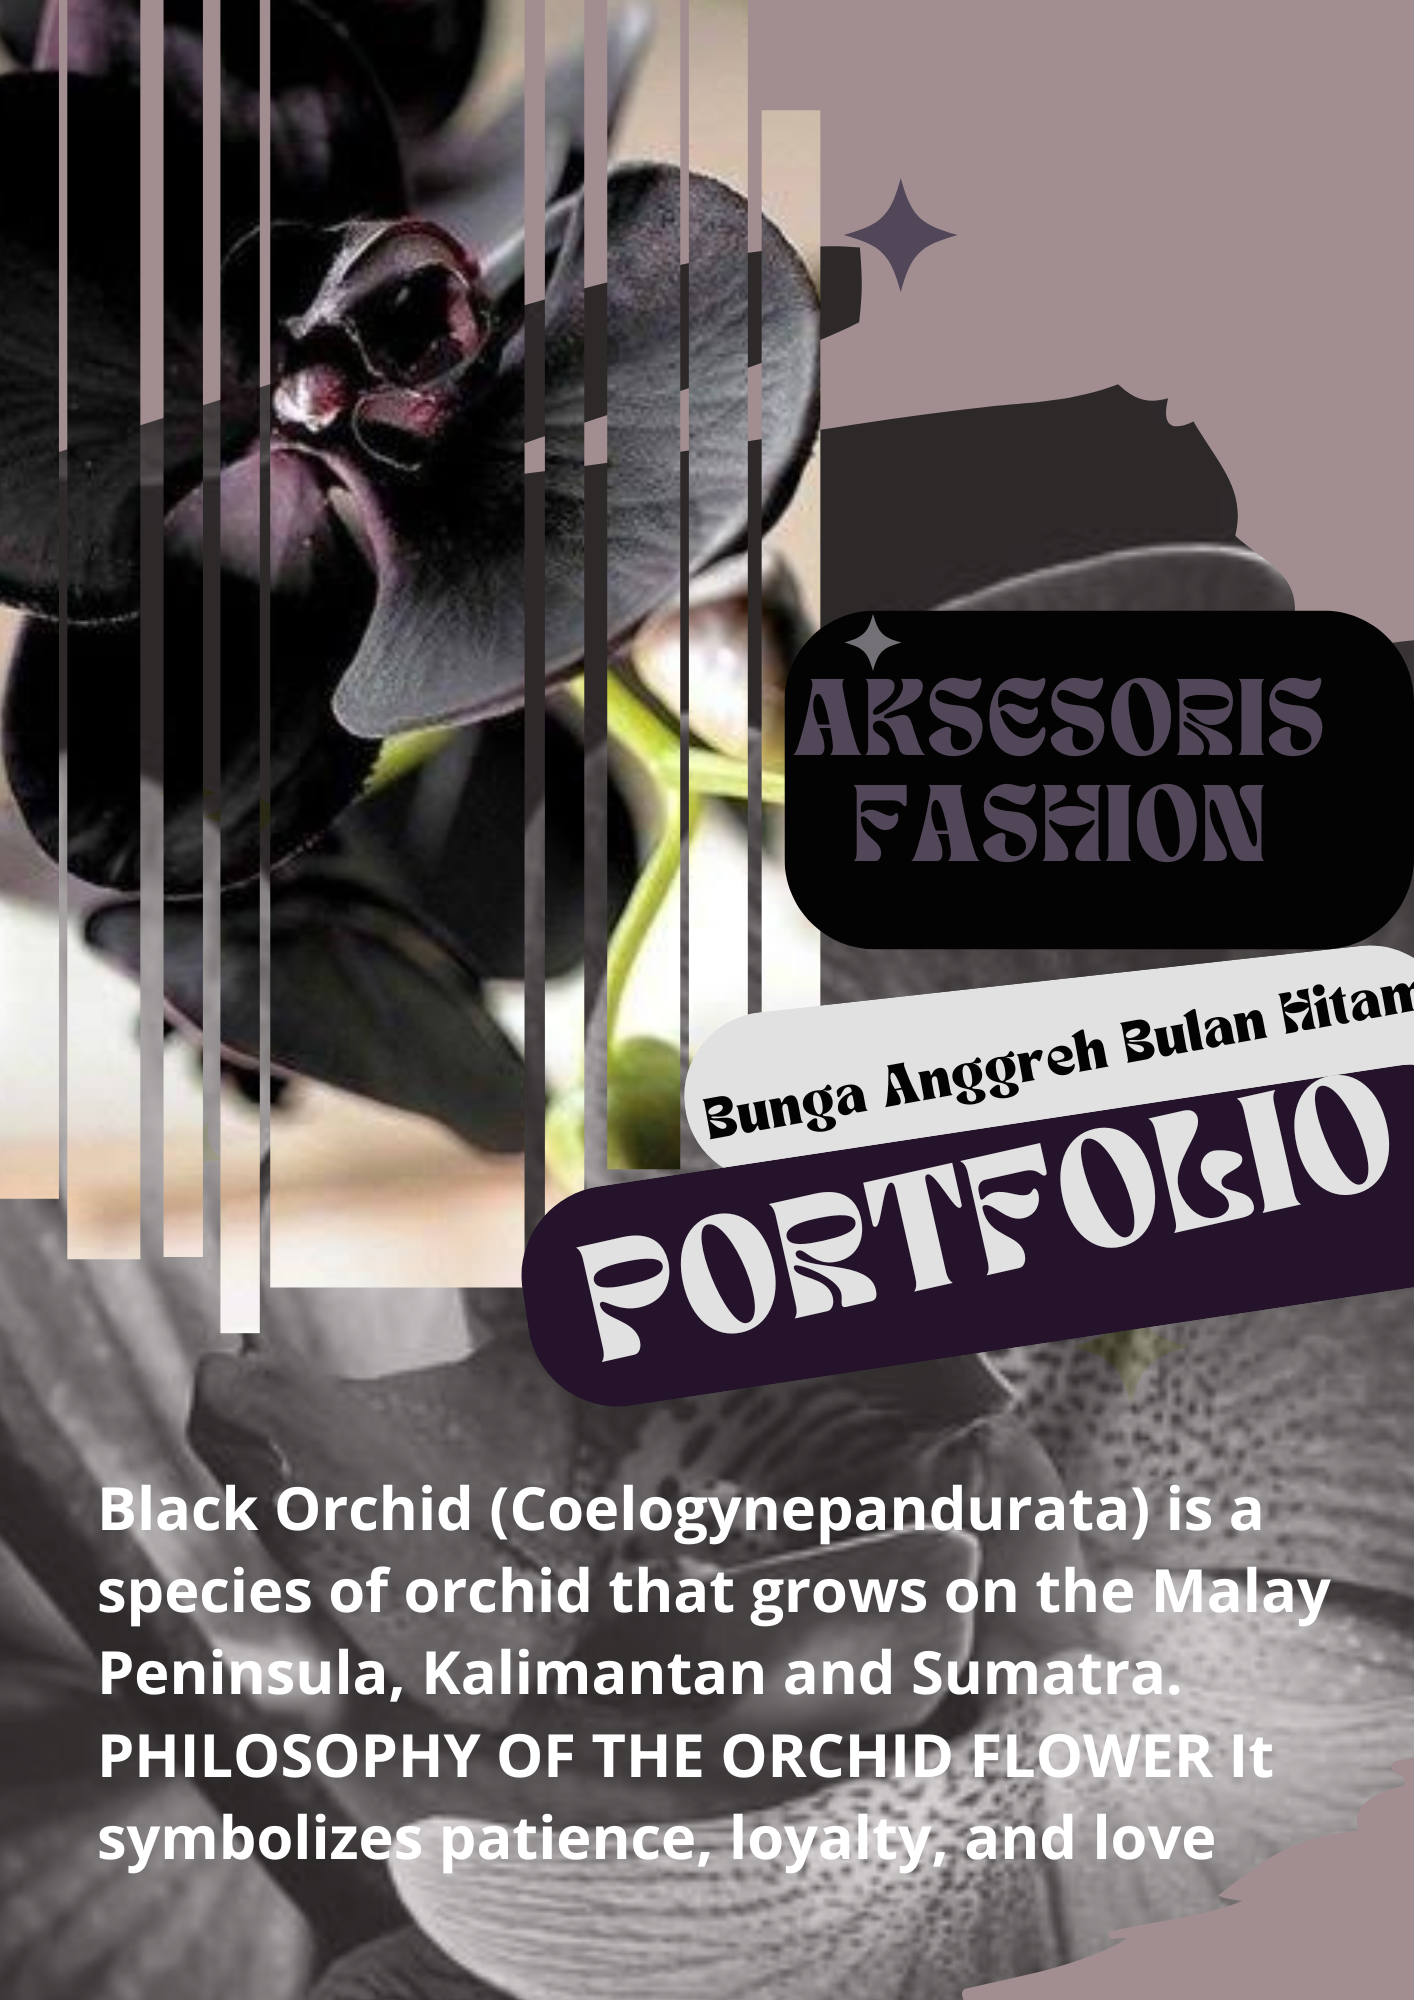 AKSESORIS
FASHION
Bunga Anggreh Bulan Hitam
PORTFOLIO
Black Orchid (Coelogynepandurata) is a
species of orchid that grows on the Malay
Peninsula, Kalimantan and Sumatra.
PHILOSOPHY OF THE ORCHID FLOWER It
symbolizes patience, loyalty, and love